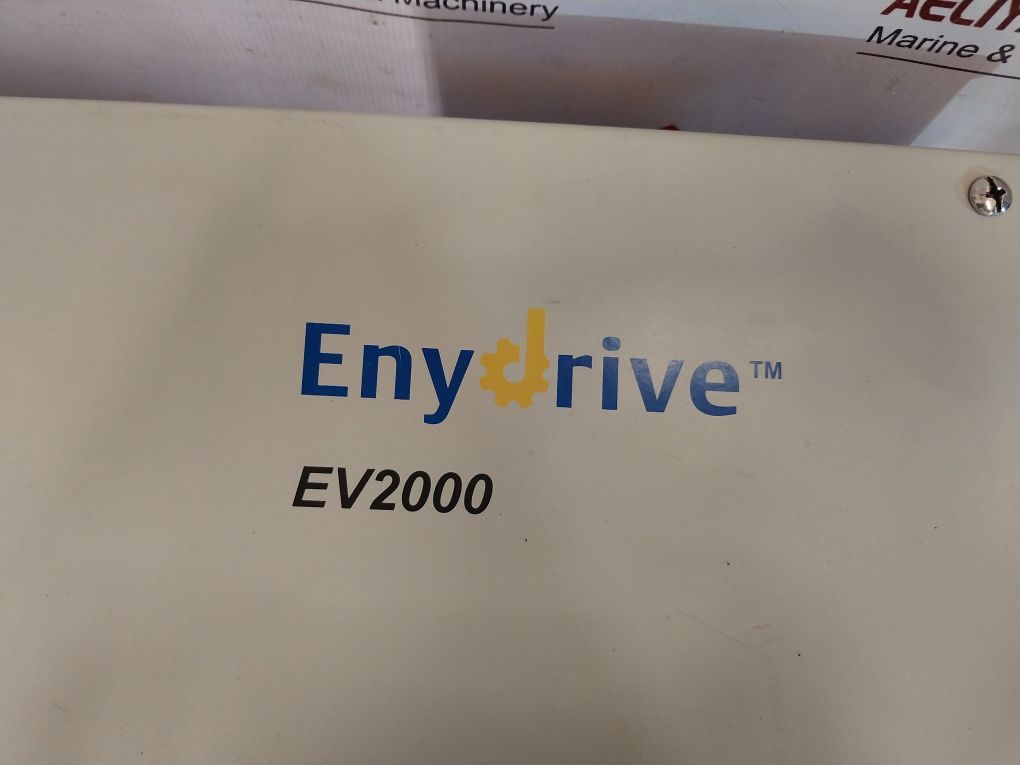 Machinery
Marine &
Enydrive™
EV2000